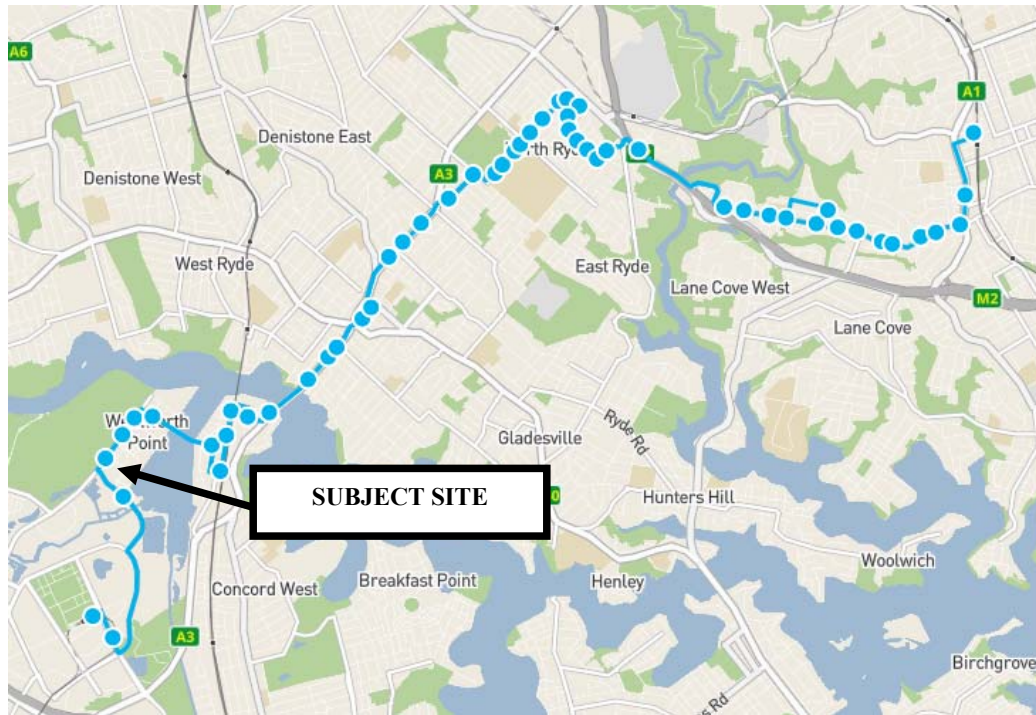 A6
A1
Denistone East
A3
Denistone West
West Ryde
East Ryde
Lane Cove West
M2
Lane Cove
Point
Gladesville
Ryde Rd
SUBJECT SITE
Hunters Hill
Woolwich
Concord West
Breakfast Point
Henley
A3
Birchgrove
Rd